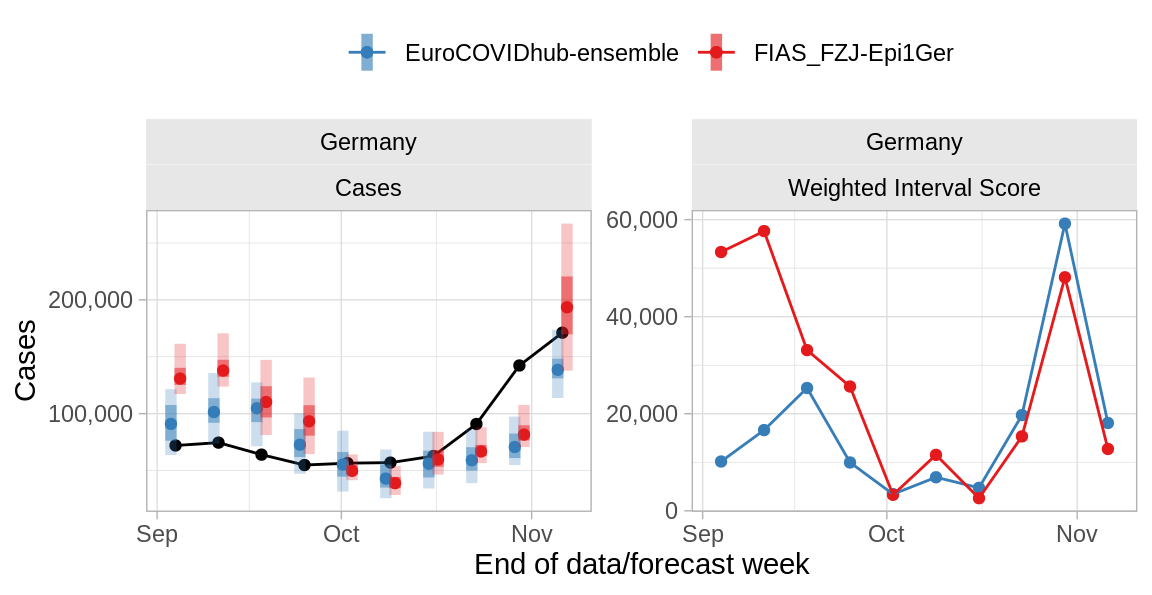 EuroCOVIDhub-ensemble FIAS_FZJ-Epi1Ger
Germany
Cases
Cases
200,000
100,000
Sep Oct Nov
Germany
Weighted Interval Score
60,000
40,000
20,000
0
Sep Oct Nov
End of data/forecast week